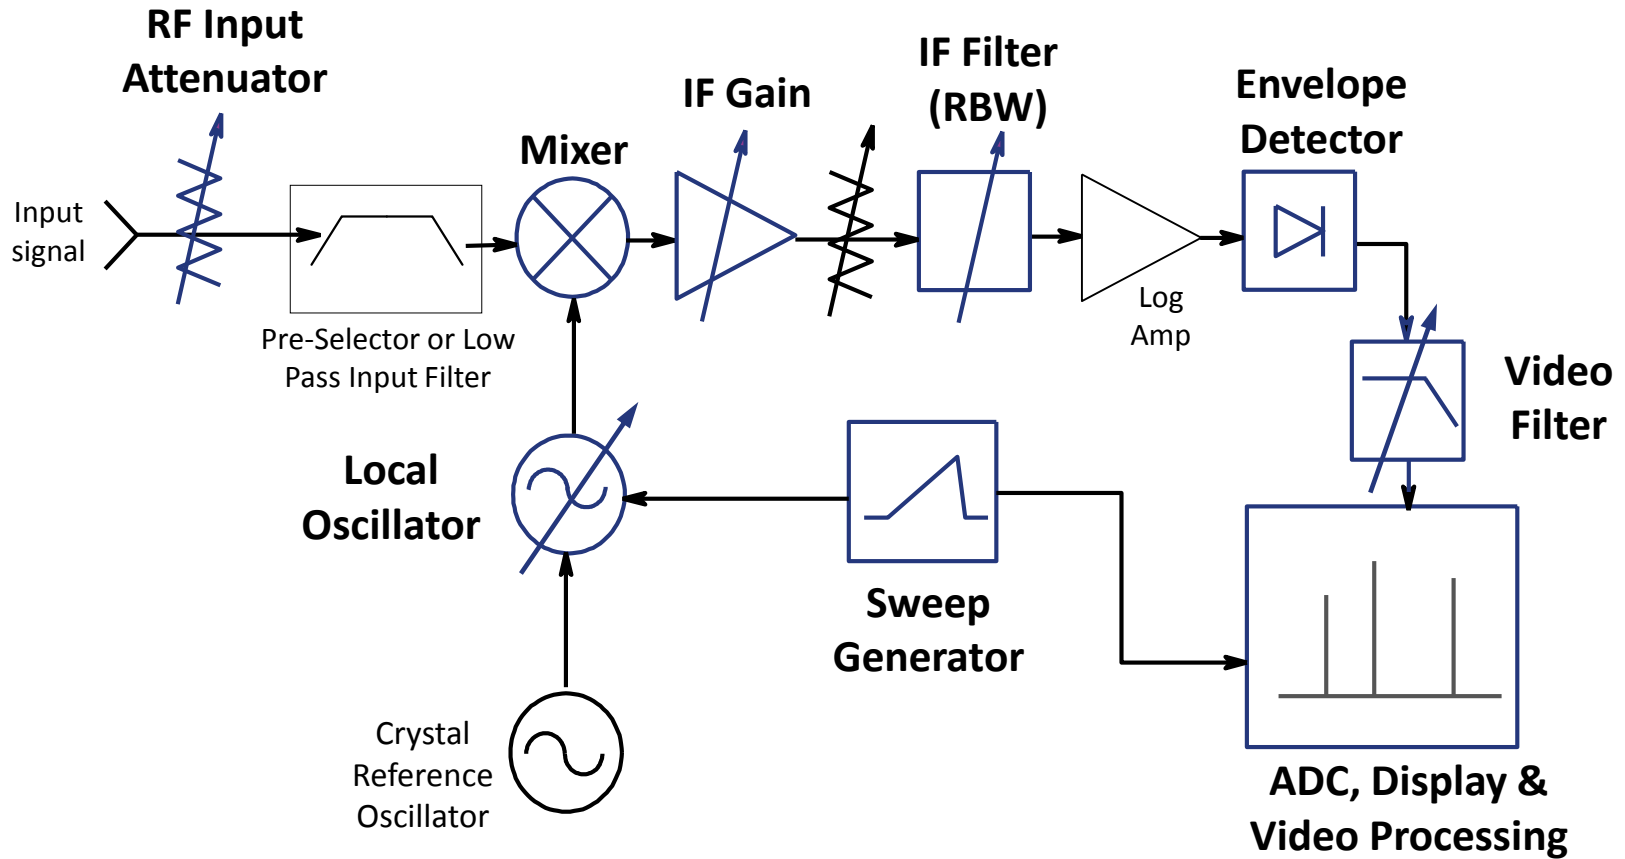 RF Input
Attenuator
Input
signal
Pre-Selector or Low
Pass Input Filter
Mixer
IF Gain
IF Filter
(RBW)
Log
Amp
Envelope
Detector
Video
Filter
Local
Oscillator
Sweep
Generator
Crystal
Reference
Oscillator
ADC, Display &
Video Processing